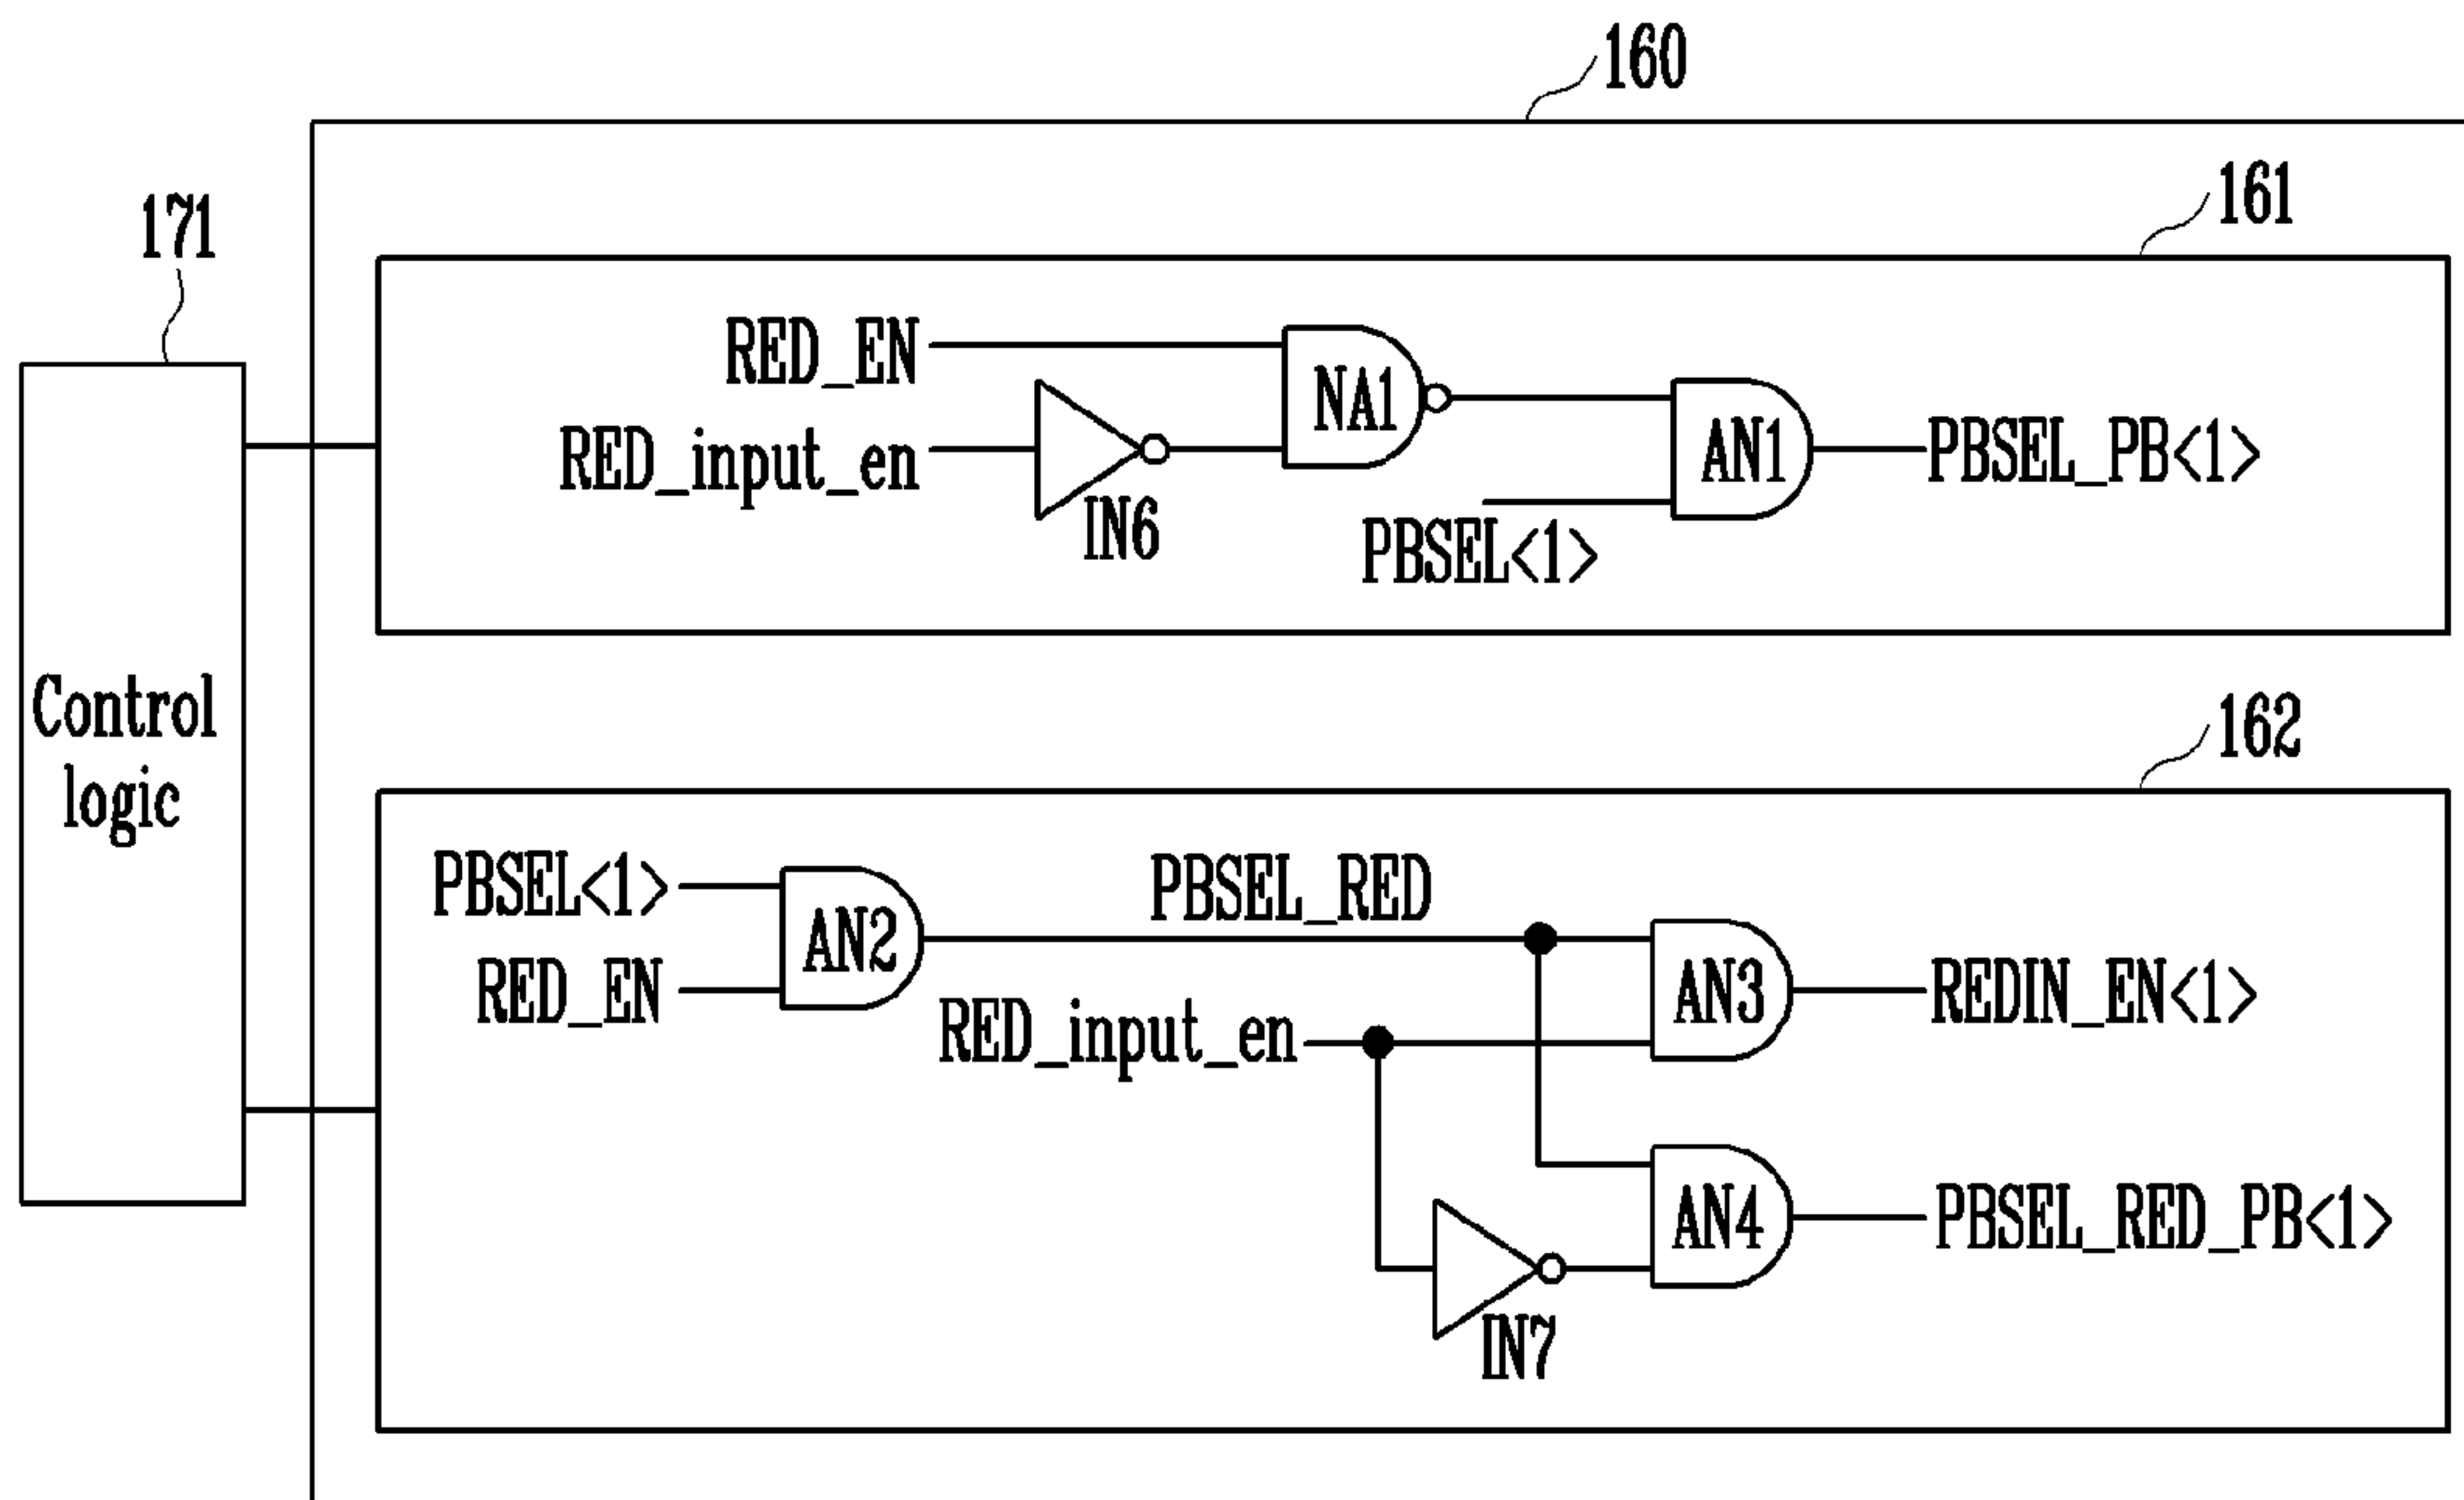 160
161
171
RED_EN
NA1
RED_input_en
IN6
AN1
PBSEL_PB<1>
PBSEL<1>
Control
logic
162
PBSEL<1>
RED_EN
AN2
PBSEL_RED
RED_input_en
AN3
REDIN_EN<1>
AN4
PBSEL_RED_PB<1>
IN7